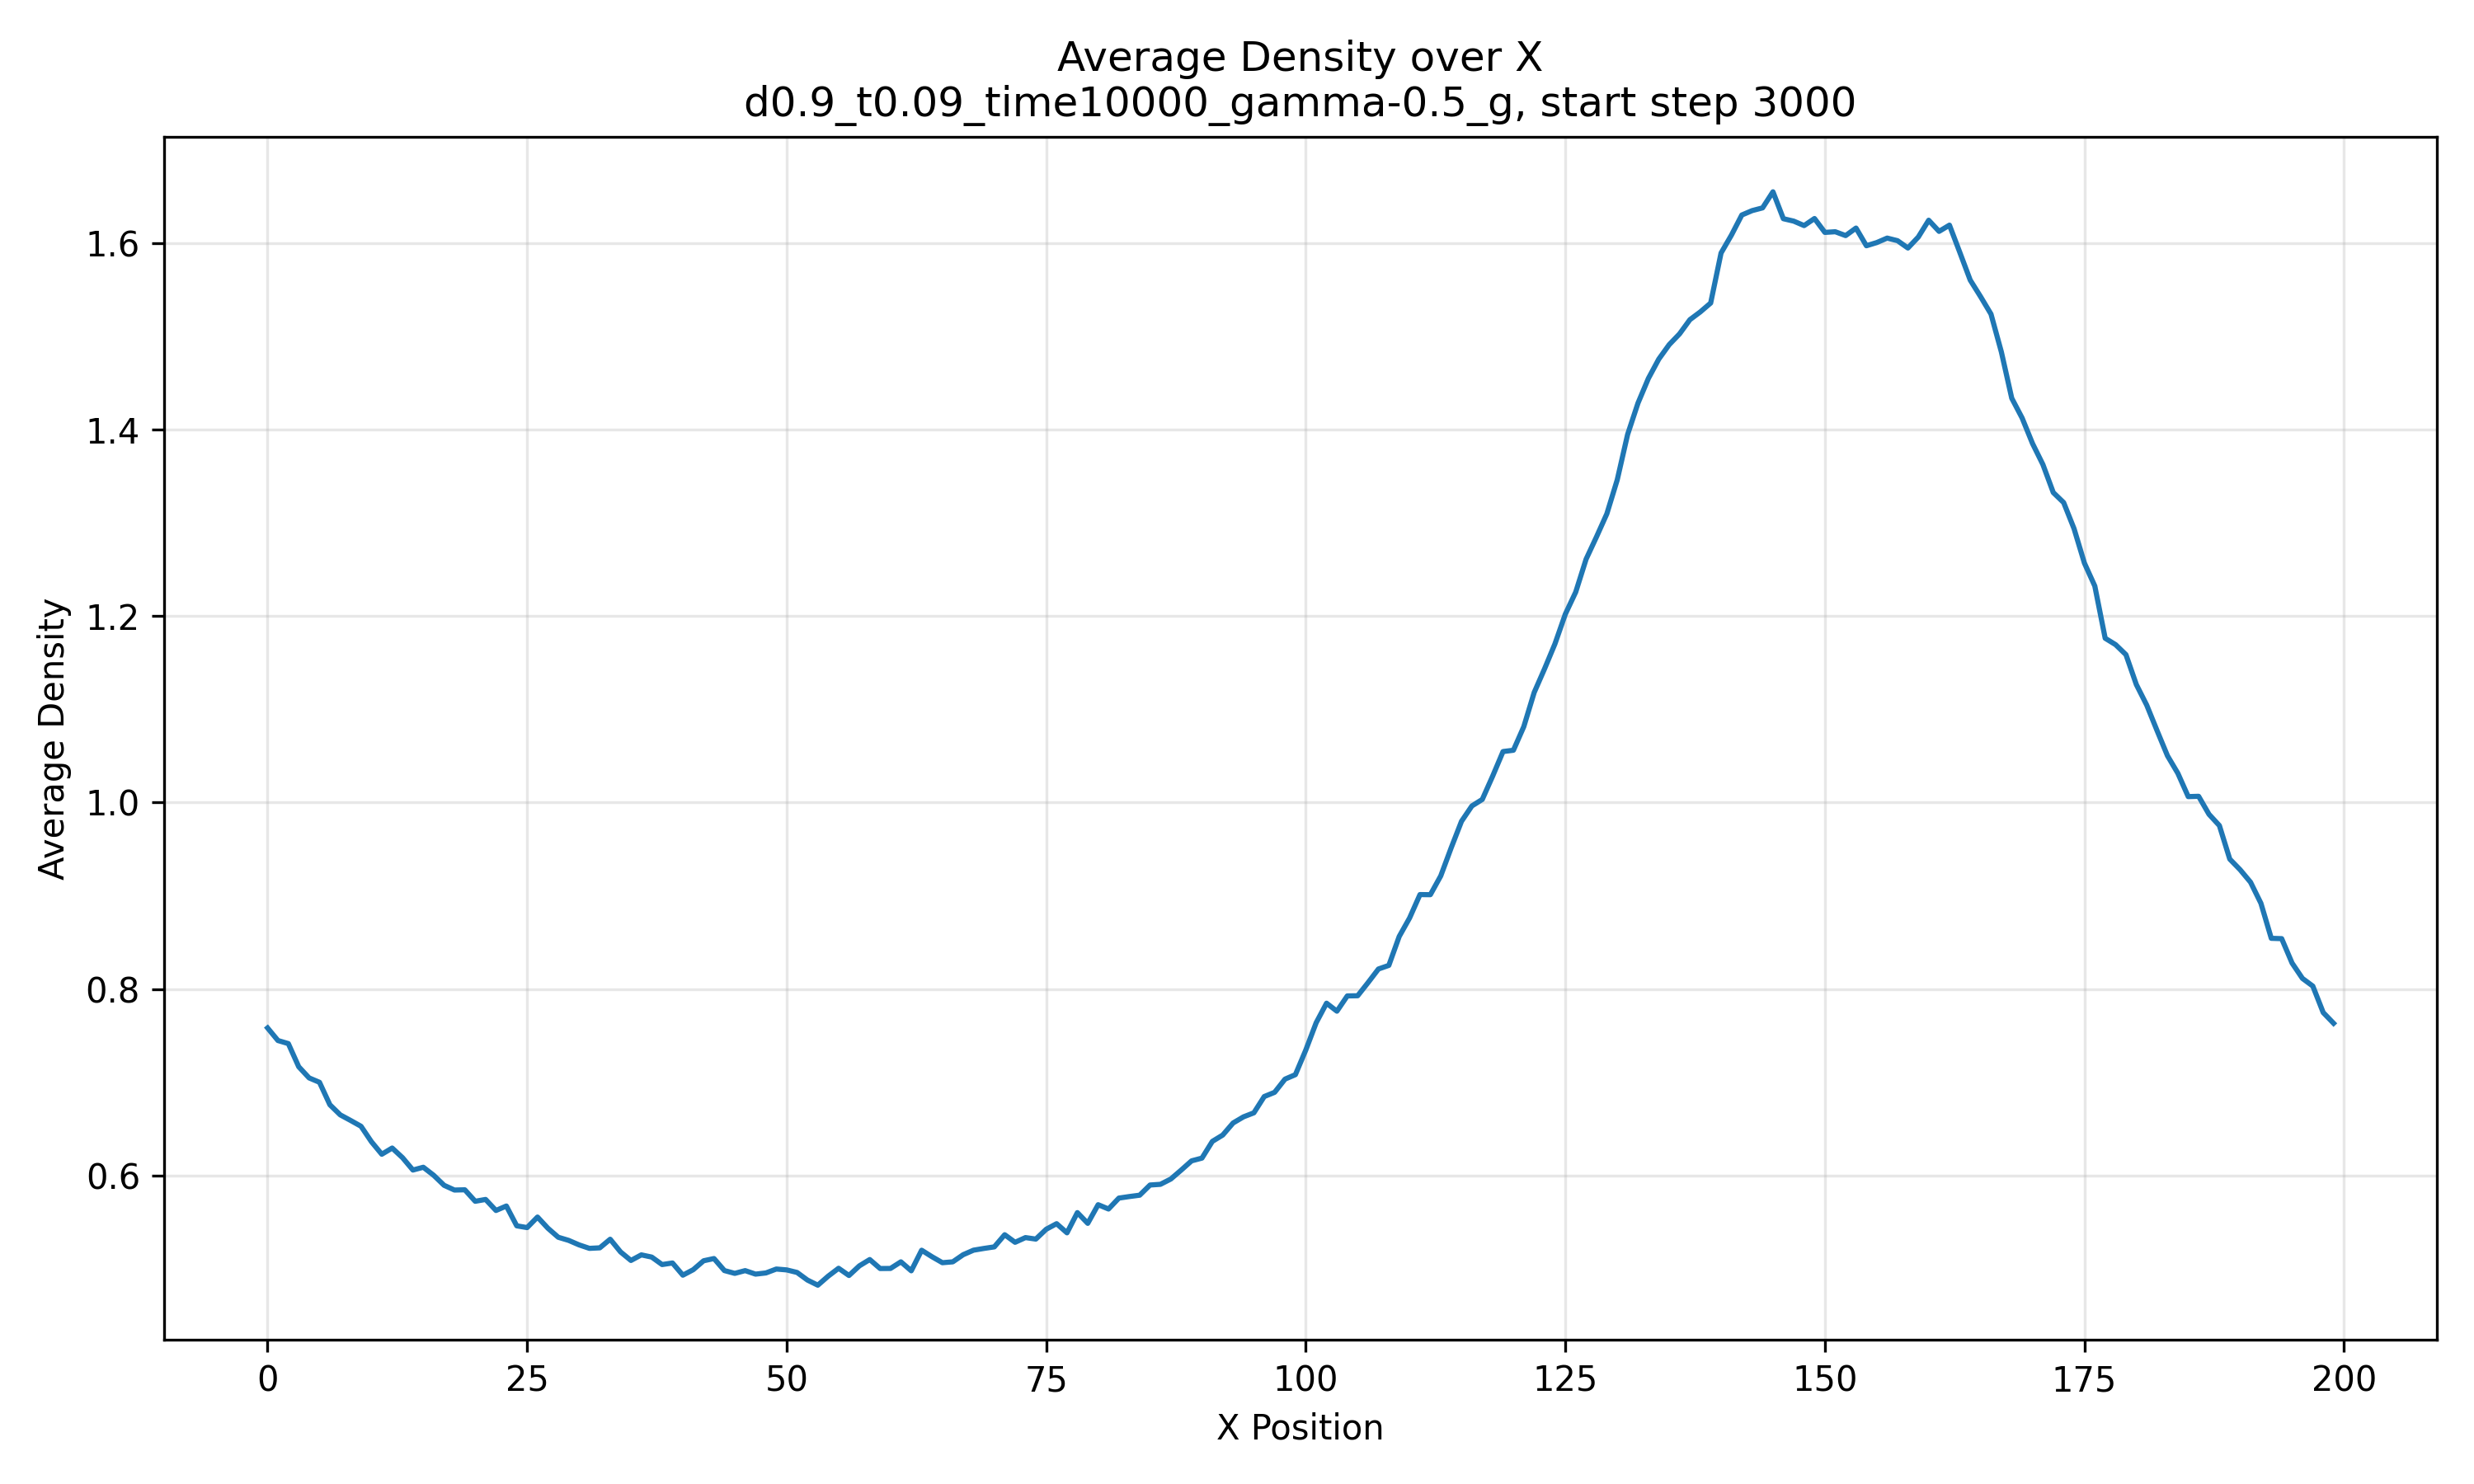 Average Density over X
d0.9_t0.09_time10000_gamma-0.5_g, start step 3000
Average Density
1.6
1.4
1.2
1.0
0.8
0.6
0 25 50 75 100 125 150 175 200
X Position